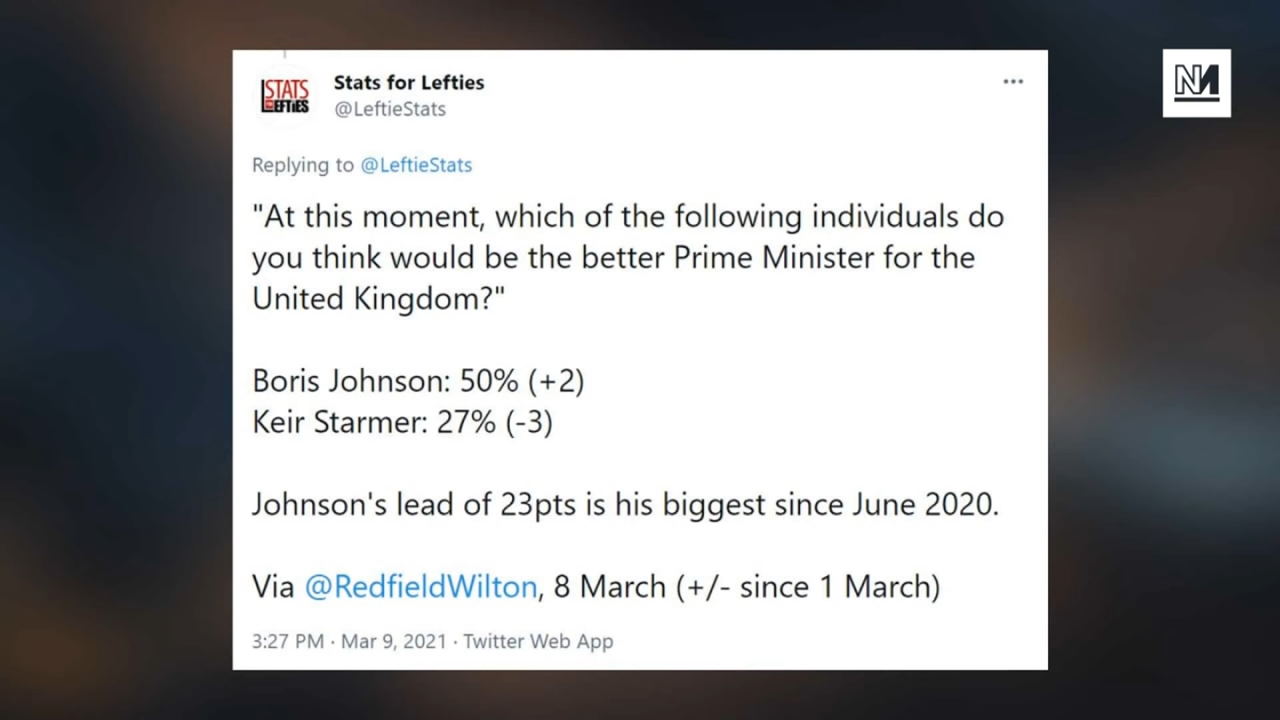 STATS
FOR LEFTIES
Stats for Lefties
@LeftieStats
...
Replying to @LeftieStats
"At this moment, which of the following individuals do
you think would be the better Prime Minister for the
United Kingdom?"
Boris Johnson: 50% (+2)
Keir Starmer: 27% (-3)
Johnson's lead of 23pts is his biggest since June 2020.
Via @RedfieldWilton, 8 March (+/- since 1 March)
3:27 PM · Mar 9, 2021 · Twitter Web App
NM